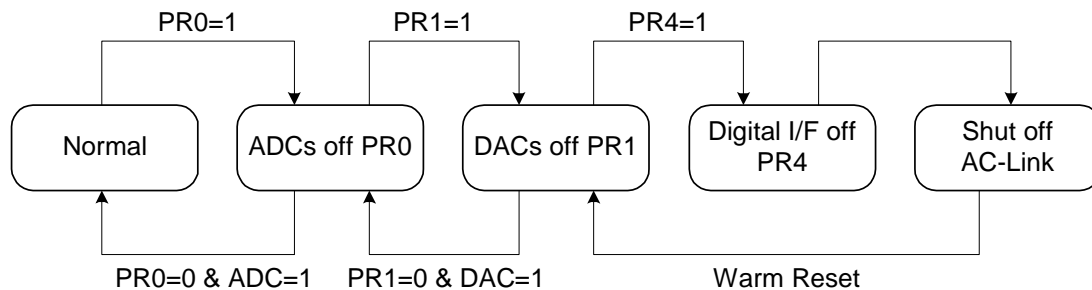 PR0=1 PR1=1 PR4=1
Normal
ADCs off PR0
DACs off PR1
Digital I/F off
PR4
Shut off
AC-Link
PR0=0 & ADC=1 PR1=0 & DAC=1 Warm Reset